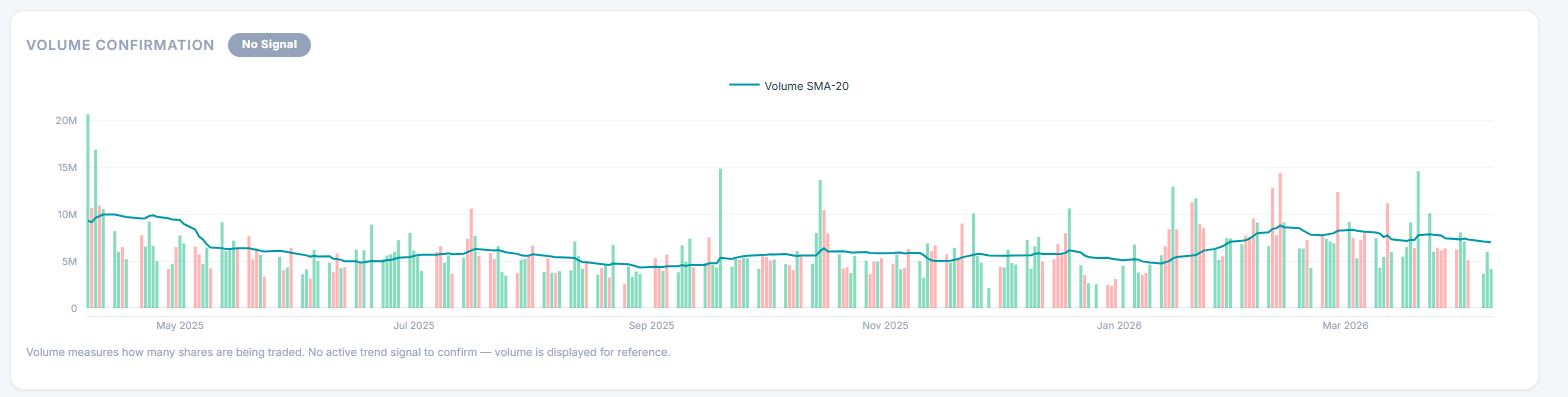 VOLUME CONFIRMATION No Signal
Volume SMA-20
20M
15M
10M
5M
0
May 2025 Jul 2025 Sep 2025 Nov 2025 Jan 2026 Mar 2026
Volume measures how many shares are being traded. No active trend signal to confirm — volume is displayed for reference.